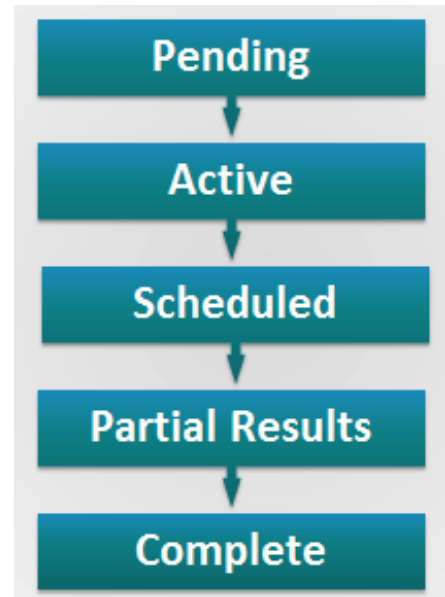 Pending
Active
Scheduled
Partial Results
Complete